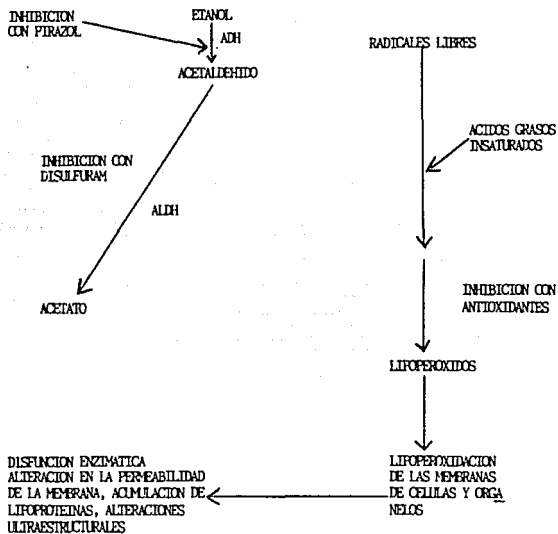 INHIBICION
CON PIRAZOL
ETANOL
ADH
ACETALDEHIDO
INHIBICION CON
DISULFURAM
ALDH
ACETATO
RADICALES LIBRES
ACIDOS GRASOS
INSATURADOS
INHIBICION CON
ANTIOXIDANTES
LIPOPEROXIDOS
LIPOPEROXIDACION
DE LAS MEMBRANAS
DE CELULAS Y ORGA
NELOS
DISFUNCION ENZIMATICA
ALTERACION EN LA PERMEABILIDAD
DE LA MEMBRANA, ACUMULACION DE
LIPOPROTEINAS, ALTERACIONES
ULTRAESTRUCTURALES